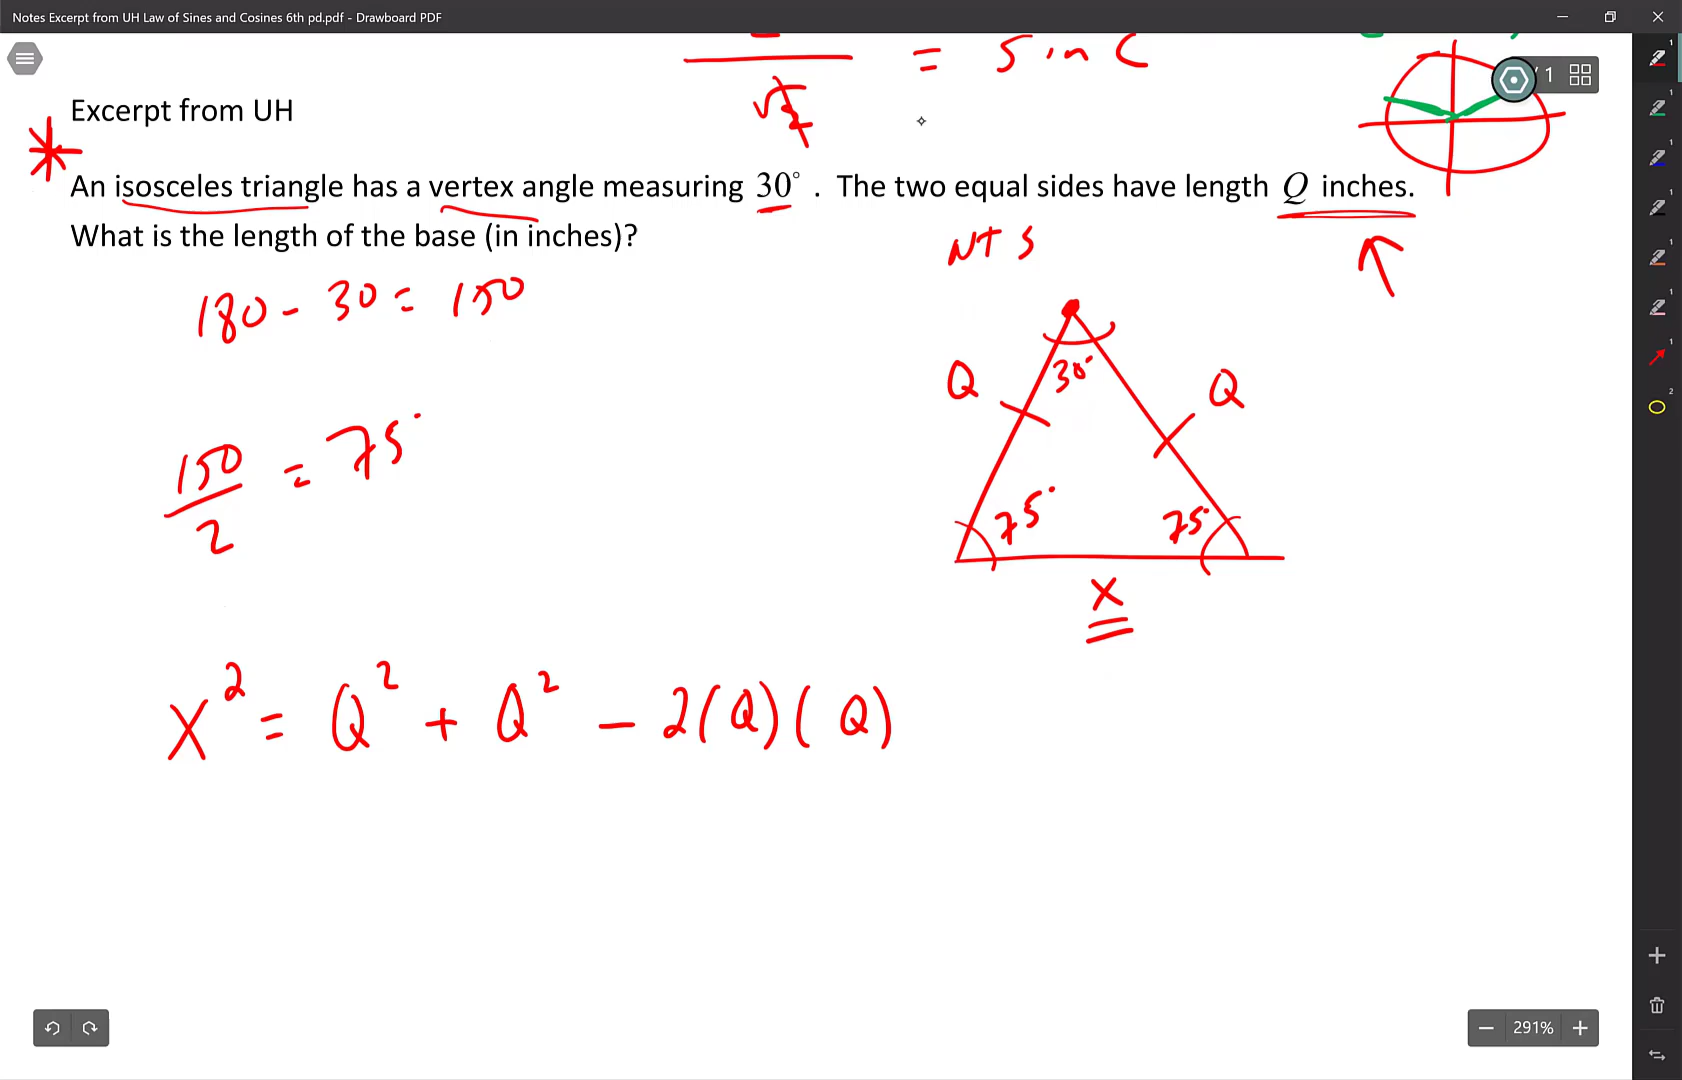 Notes Excerpt from UH Law of Sines and Cosines 6th pd.pdf - Drawboard PDF
= sin C
√2
/ 1
Excerpt from UH
* An isosceles triangle has a vertex angle measuring 30° . The two equal sides have length Q inches.
What is the length of the base (in inches)?
NTS
180 - 30 = 150
30°
Q
Q
150/2 = 75°
75°
75°
X
X² = Q² + Q² - 2(Q)(Q)
291%